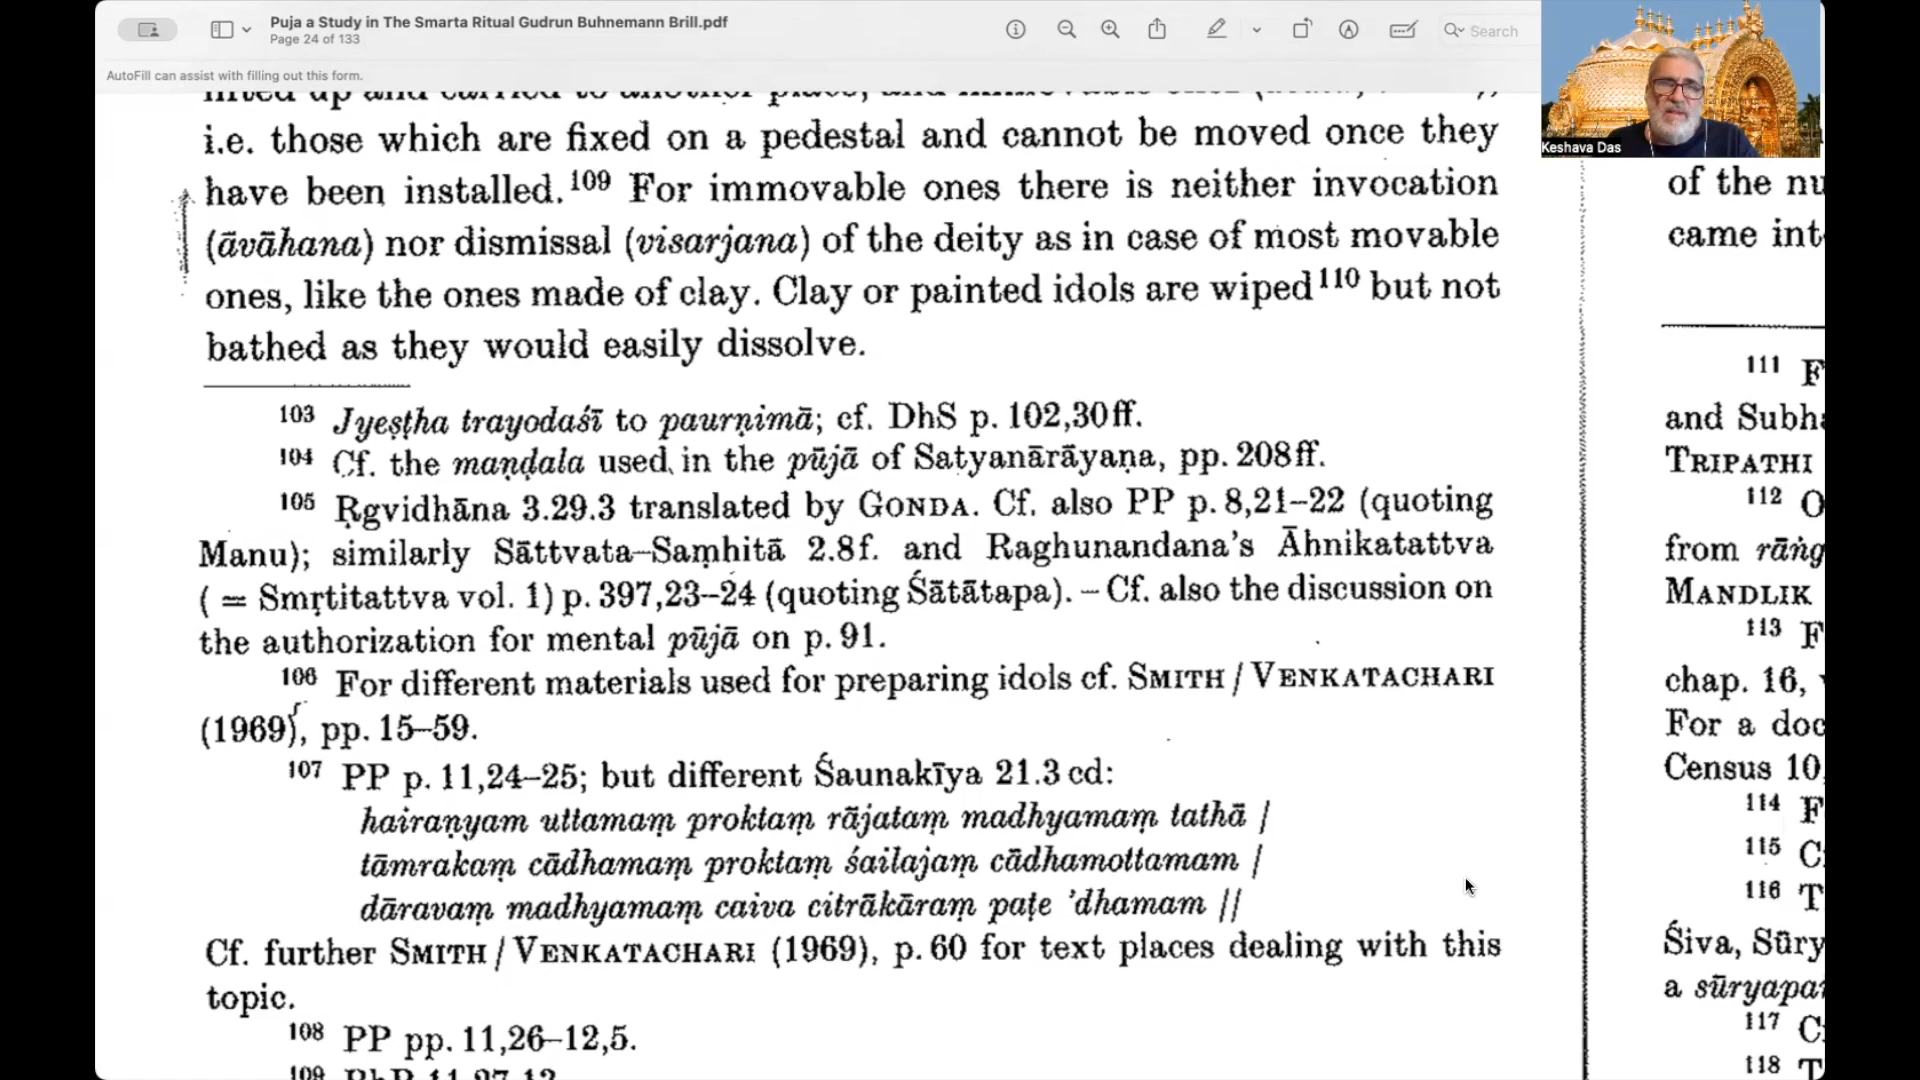 Puja a Study in The Smarta Ritual Gudrun Buhnemann Brill.pdf
Page 24 of 133
Search
AutoFill can assist with filling out this form.
Keshava Das
i.e. those which are fixed on a pedestal and cannot be moved once they
have been installed.109 For immovable ones there is neither invocation
(āvāhana) nor dismissal (visarjana) of the deity as in case of most movable
ones, like the ones made of clay. Clay or painted idols are wiped110 but not
bathed as they would easily dissolve.
103 Jyeṣṭha trayodaśī to paurṇimā; cf. DhS p. 102,30ff.
104 Cf. the maṇḍala used in the pūjā of Satyanārāyaṇa, pp. 208ff.
105 Ṛgvidhāna 3.29.3 translated by GONDA. Cf. also PP p. 8,21–22 (quoting
Manu); similarly Sāttvata–Saṃhitā 2.8f. and Raghunandana's Āhnikatattva
( = Smṛtitattva vol. 1) p. 397,23–24 (quoting Śātātapa). – Cf. also the discussion on
the authorization for mental pūjā on p. 91.
106 For different materials used for preparing idols cf. SMITH / VENKATACHARI
(1969), pp. 15–59.
107 PP p. 11,24–25; but different Śaunakīya 21.3 cd:
hairaṇyam uttamaṃ proktaṃ rājataṃ madhyamaṃ tathā /
tāmrakaṃ cādhamaṃ proktaṃ śailajaṃ cādhamottamam /
dāravaṃ madhyamaṃ caiva citrākāraṃ paṭe 'dhamam //
Cf. further SMITH / VENKATACHARI (1969), p. 60 for text places dealing with this
topic.
108 PP pp. 11,26–12,5.
109
of the nu
came int
111 F
and Subh
TRIPATHI
112 O
from rāṅg
MANDLIK
113 F
chap. 16,
For a doc
Census 10,
114 F
115 C
116 T
Śiva, Sūry
a sūryapa
117 C
118 T